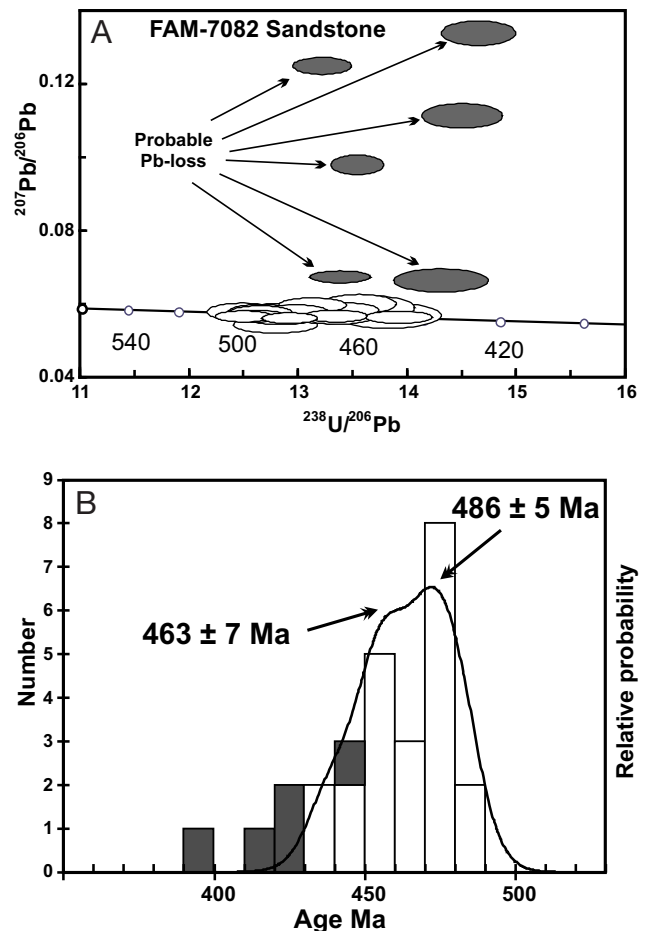 A
FAM-7082 Sandstone
0.12
0.08
0.04
²⁰⁷Pb/²⁰⁶Pb
Probable
Pb-loss
540
500
460
420
11
12
13
14
15
16
²³⁸U/²⁰⁶Pb
B
9
8
7
6
5
4
3
2
1
0
Number
486 ± 5 Ma
463 ± 7 Ma
Relative probability
400
450
500
Age Ma